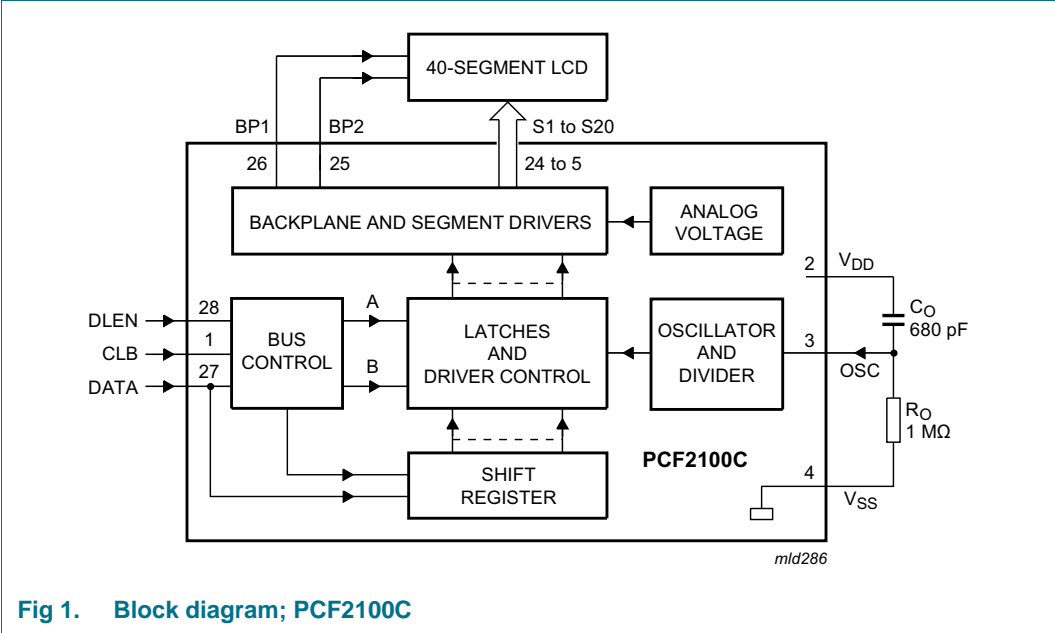 40-SEGMENT LCD
BP1
BP2
S1 to S20
26
25
24 to 5
BACKPLANE AND SEGMENT DRIVERS
ANALOG
VOLTAGE
2
VDD
CO
680 pF
DLEN
28
CLB
1
DATA
27
BUS
CONTROL
A
B
LATCHES
AND
DRIVER CONTROL
OSCILLATOR
AND
DIVIDER
3
OSC
RO
1 MΩ
SHIFT
REGISTER
PCF2100C
4
VSS
mld286
Fig 1. Block diagram; PCF2100C